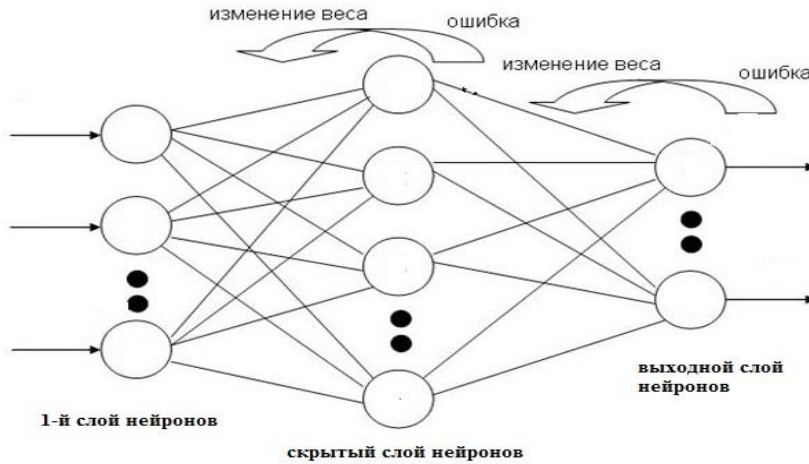 изменение веса
ошибка
изменение веса
ошибка
выходной слой
нейронов
1-й слой нейронов
скрытый слой нейронов